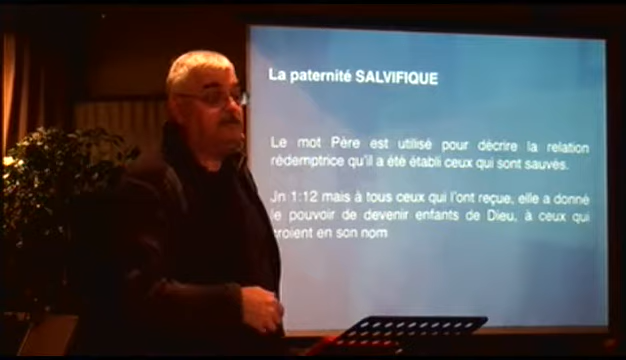 La paternité SALVIFIQUE
Le mot Père est utilisé pour décrire la relation
rédemptrice qu'il a été établi ceux qui sont sauvés.
Jn 1:12 mais à tous ceux qui l'ont reçue, elle a donné
le pouvoir de devenir enfants de Dieu, à ceux qui
croient en son nom